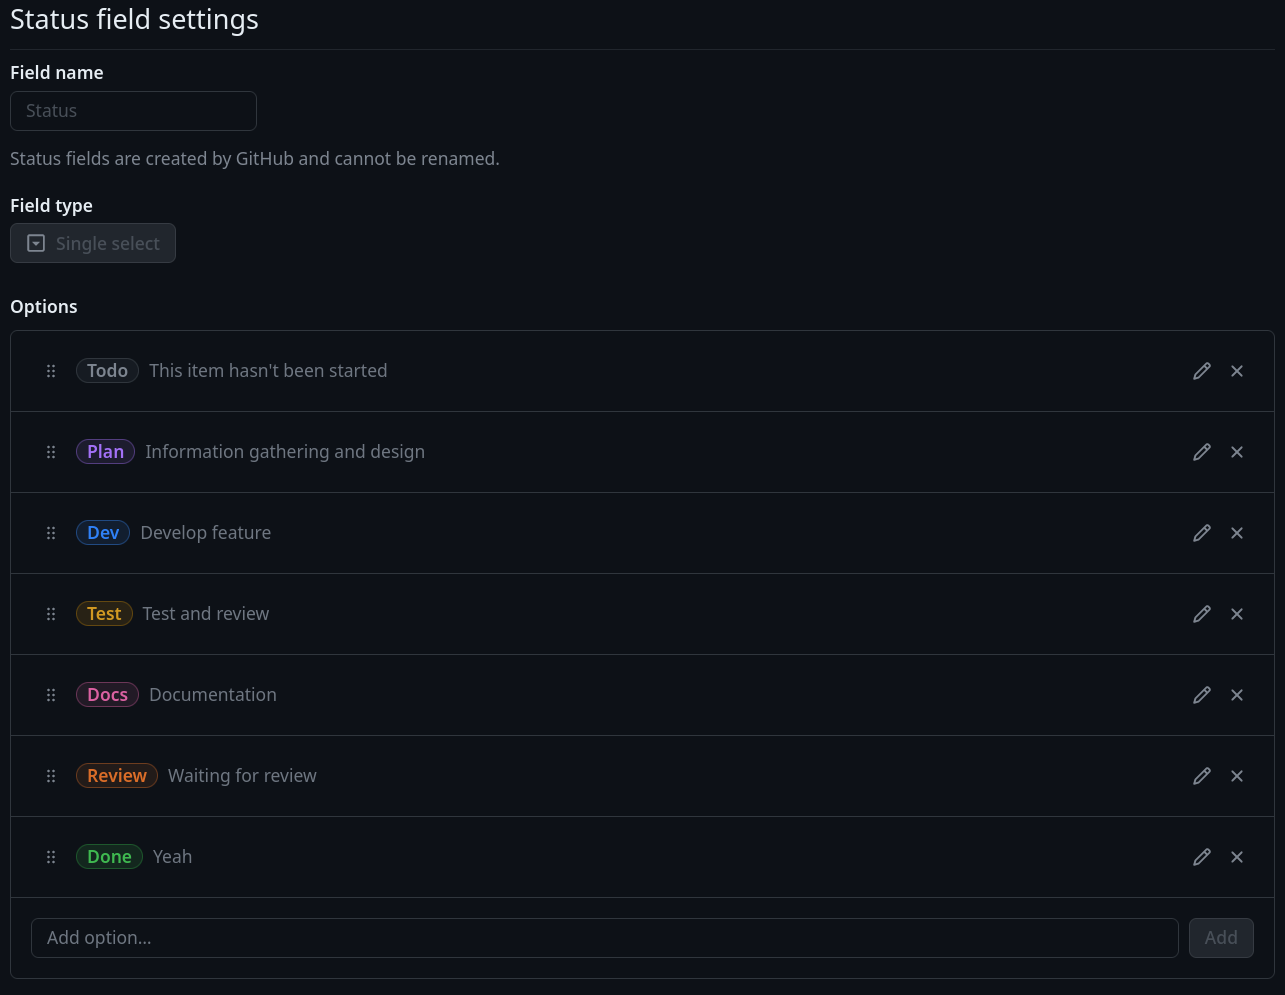 Status field settings
Field name
Status
Status fields are created by GitHub and cannot be renamed.
Field type
Single select
Options
Todo This item hasn't been started
Plan Information gathering and design
Dev Develop feature
Test Test and review
Docs Documentation
Review Waiting for review
Done Yeah
Add option... Add